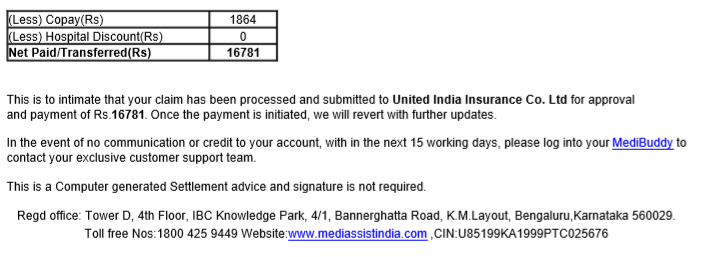 (Less) Copay(Rs) 1864
(Less) Hospital Discount(Rs) 0
Net Paid/Transferred(Rs) 16781
This is to intimate that your claim has been processed and submitted to United India Insurance Co. Ltd for approval
and payment of Rs.16781. Once the payment is initiated, we will revert with further updates.
In the event of no communication or credit to your account, with in the next 15 working days, please log into your MediBuddy to
contact your exclusive customer support team.
This is a Computer generated Settlement advice and signature is not required.
Regd office: Tower D, 4th Floor, IBC Knowledge Park, 4/1, Bannerghatta Road, K.M.Layout, Bengaluru,Karnataka 560029.
Toll free Nos:1800 425 9449 Website:www.mediassistindia.com ,CIN:U85199KA1999PTC025676